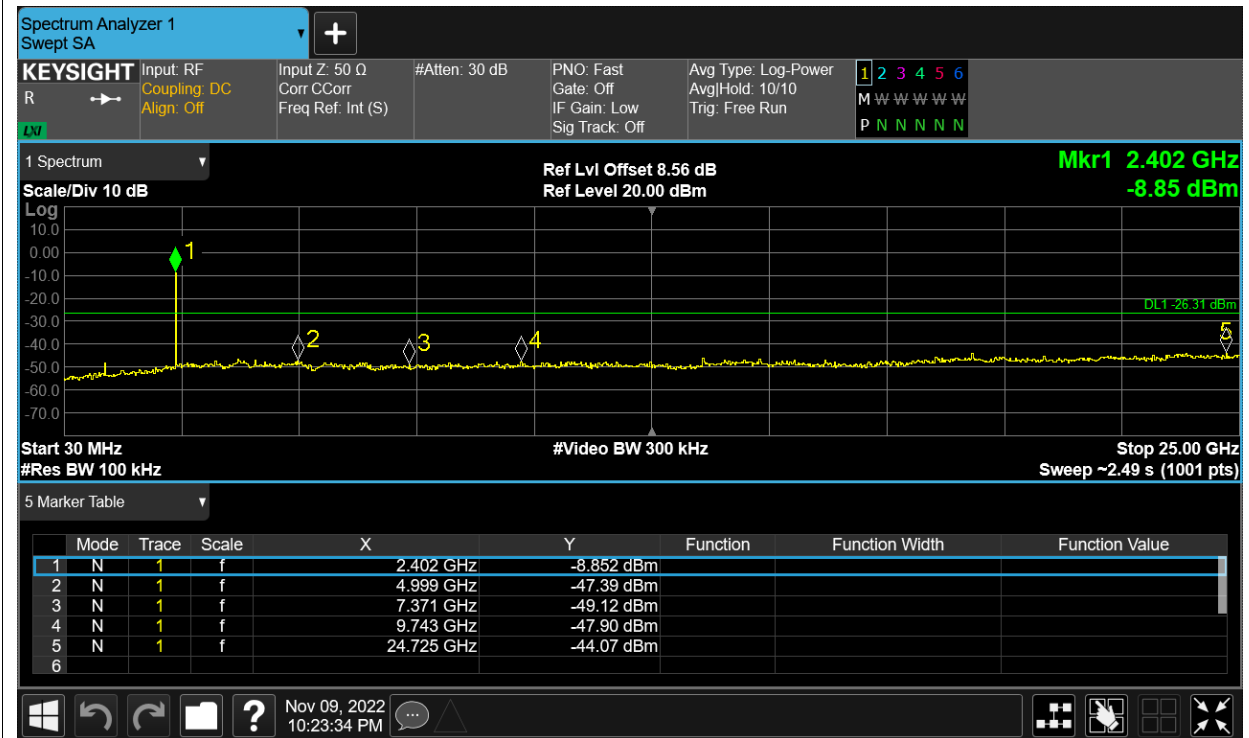 Spectrum Analyzer 1
Swept SA
KEYSIGHT
R
LXI
Input: RF
Coupling: DC
Align: Off
Input Z: 50 Ω
Corr CCorr
Freq Ref: Int (S)
#Atten: 30 dB
PNO: Fast
Gate: Off
IF Gain: Low
Sig Track: Off
Avg Type: Log-Power
Avg|Hold: 10/10
Trig: Free Run
1 2 3 4 5 6
M W W W W W
P N N N N N
1 Spectrum
Scale/Div 10 dB
Ref Lvl Offset 8.56 dB
Ref Level 20.00 dBm
Mkr1 2.402 GHz
-8.85 dBm
Log
10.0
0.00
-10.0
-20.0
-30.0
-40.0
-50.0
-60.0
-70.0
1
2
3
4
5
DL1 -26.31 dBm
Start 30 MHz
#Res BW 100 kHz
#Video BW 300 kHz
Stop 25.00 GHz
Sweep ~2.49 s (1001 pts)
5 Marker Table
Mode Trace Scale X Y Function Function Width Function Value
1 N 1 f 2.402 GHz -8.852 dBm
2 N 1 f 4.999 GHz -47.39 dBm
3 N 1 f 7.371 GHz -49.12 dBm
4 N 1 f 9.743 GHz -47.90 dBm
5 N 1 f 24.725 GHz -44.07 dBm
6
?
Nov 09, 2022
10:23:34 PM